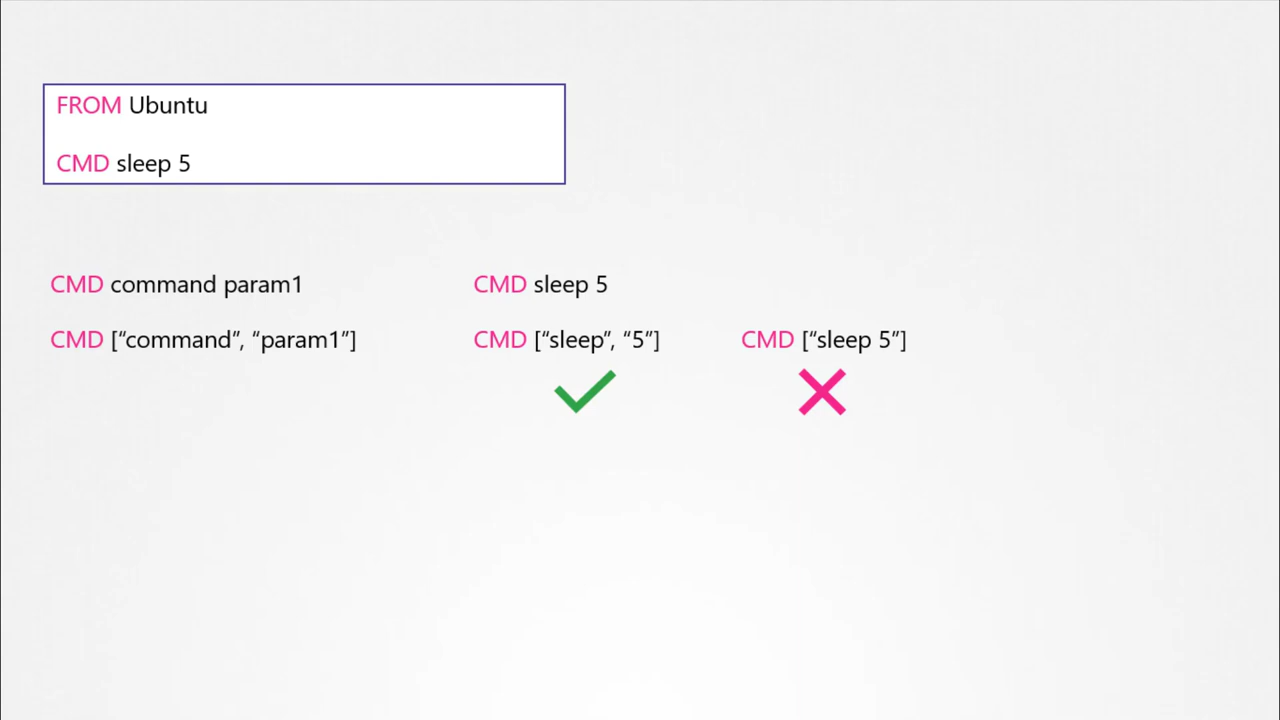 FROM Ubuntu
CMD sleep 5
CMD command param1
CMD sleep 5
CMD [“command”, “param1”]
CMD [“sleep”, “5”]
CMD [“sleep 5”]